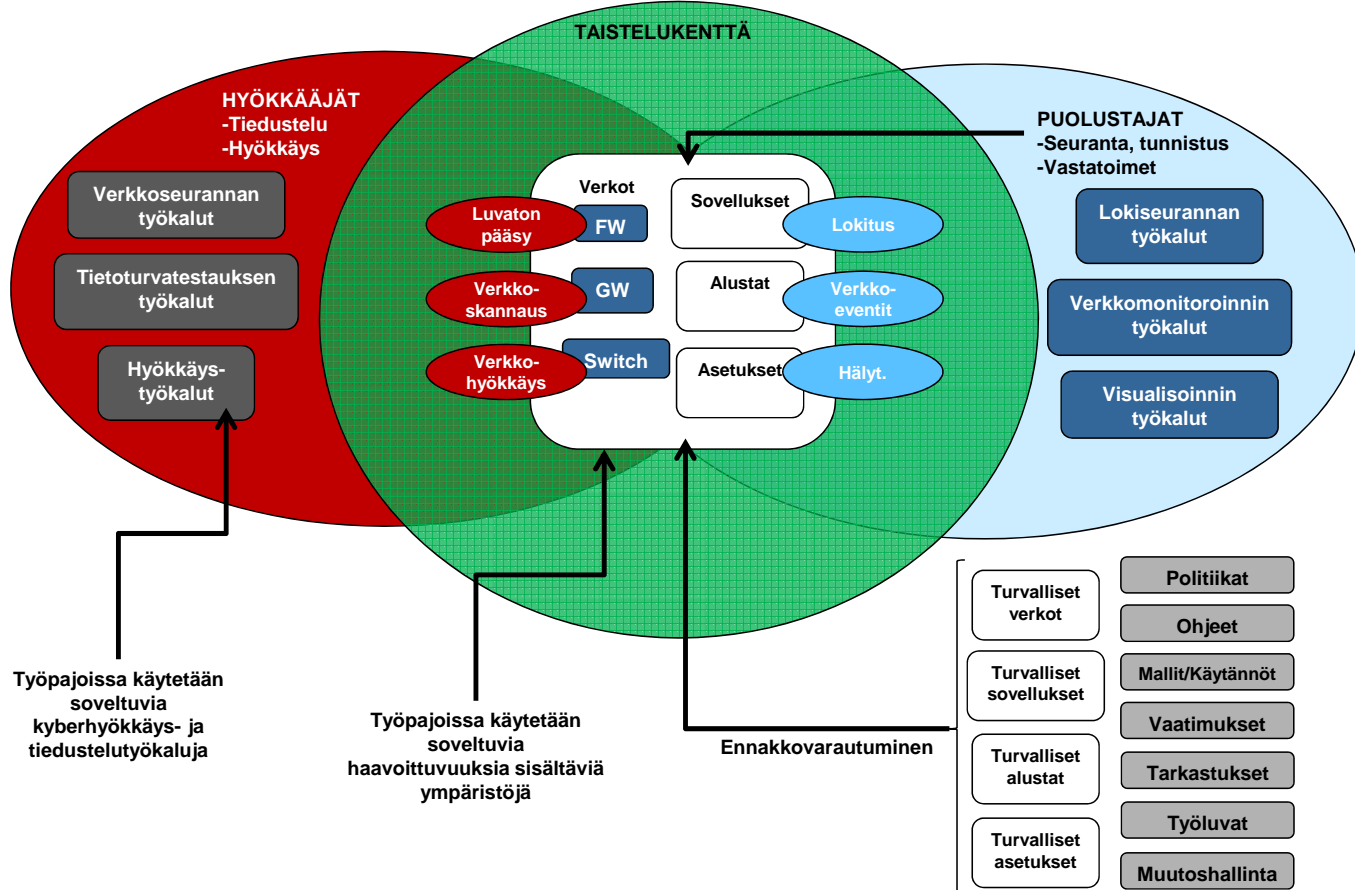 TAISTELUKENTTÄ
HYÖKKÄÄJÄT
-Tiedustelu
-Hyökkäys
Verkkoseurannan
työkalut
Tietoturvatestauksen
työkalut
Hyökkäys-
työkalut
Verkot
FW
GW
Switch
Luvaton
pääsy
Verkko-
skannaus
Verkko-
hyökkäys
Sovellukset
Alustat
Asetukset
Lokitus
Verkko-
eventit
Hälyt.
PUOLUSTAJAT
-Seuranta, tunnistus
-Vastatoimet
Lokiseurannan
työkalut
Verkkomonitoroinnin
työkalut
Visualisoinnin
työkalut
Työpajoissa käytetään
soveltuvia
kyberhyökkäys- ja
tiedustelutyökaluja
Työpajoissa käytetään
soveltuvia
haavoittuvuuksia sisältäviä
ympäristöjä
Ennakkovarautuminen
Turvalliset
verkot
Turvalliset
sovellukset
Turvalliset
alustat
Turvalliset
asetukset
Politiikat
Ohjeet
Mallit/Käytännöt
Vaatimukset
Tarkastukset
Työluvat
Muutoshallinta